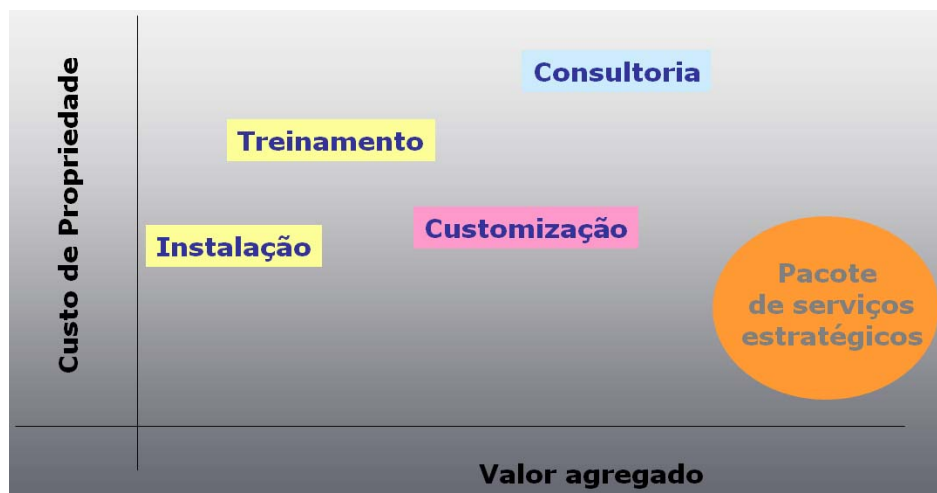 Custo de Propriedade
Consultoria
Treinamento
Customização
Instalação
Pacote
de serviços
estratégicos
Valor agregado